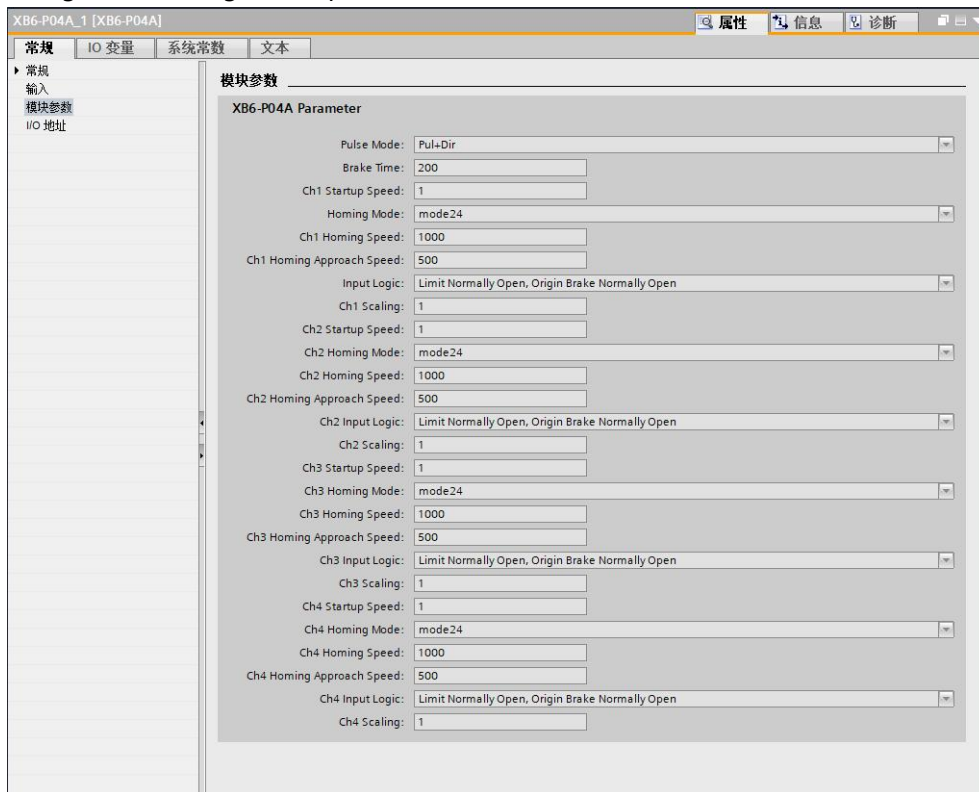 XB6-P04A_1 [XB6-P04A]
属性 信息 诊断
常规 IO 变量 系统常数 文本
常规
输入
模块参数
I/O 地址
模块参数
XB6-P04A Parameter
Pulse Mode: Pul+Dir
Brake Time: 200
Ch1 Startup Speed: 1
Homing Mode: mode24
Ch1 Homing Speed: 1000
Ch1 Homing Approach Speed: 500
Input Logic: Limit Normally Open, Origin Brake Normally Open
Ch1 Scaling: 1
Ch2 Startup Speed: 1
Ch2 Homing Mode: mode24
Ch2 Homing Speed: 1000
Ch2 Homing Approach Speed: 500
Ch2 Input Logic: Limit Normally Open, Origin Brake Normally Open
Ch2 Scaling: 1
Ch3 Startup Speed: 1
Ch3 Homing Mode: mode24
Ch3 Homing Speed: 1000
Ch3 Homing Approach Speed: 500
Ch3 Input Logic: Limit Normally Open, Origin Brake Normally Open
Ch3 Scaling: 1
Ch4 Startup Speed: 1
Ch4 Homing Mode: mode24
Ch4 Homing Speed: 1000
Ch4 Homing Approach Speed: 500
Ch4 Input Logic: Limit Normally Open, Origin Brake Normally Open
Ch4 Scaling: 1